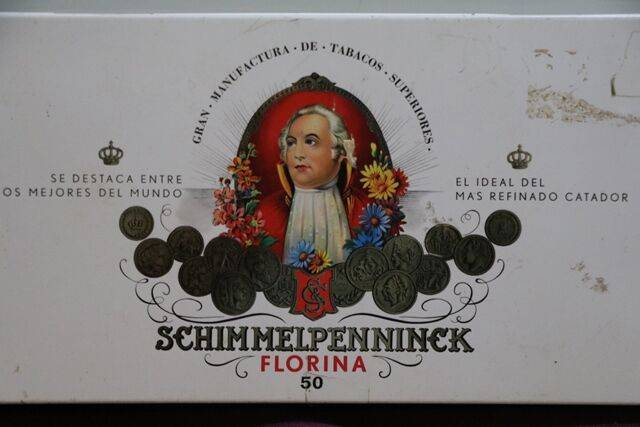 GRAN · MANUFACTURA · DE · TABACOS · SUPERIORES ·
SE DESTACA ENTRE
OS MEJORES DEL MUNDO
EL IDEAL DEL
MAS REFINADO CATADOR
SCHIMMELPENNINCK
FLORINA
50